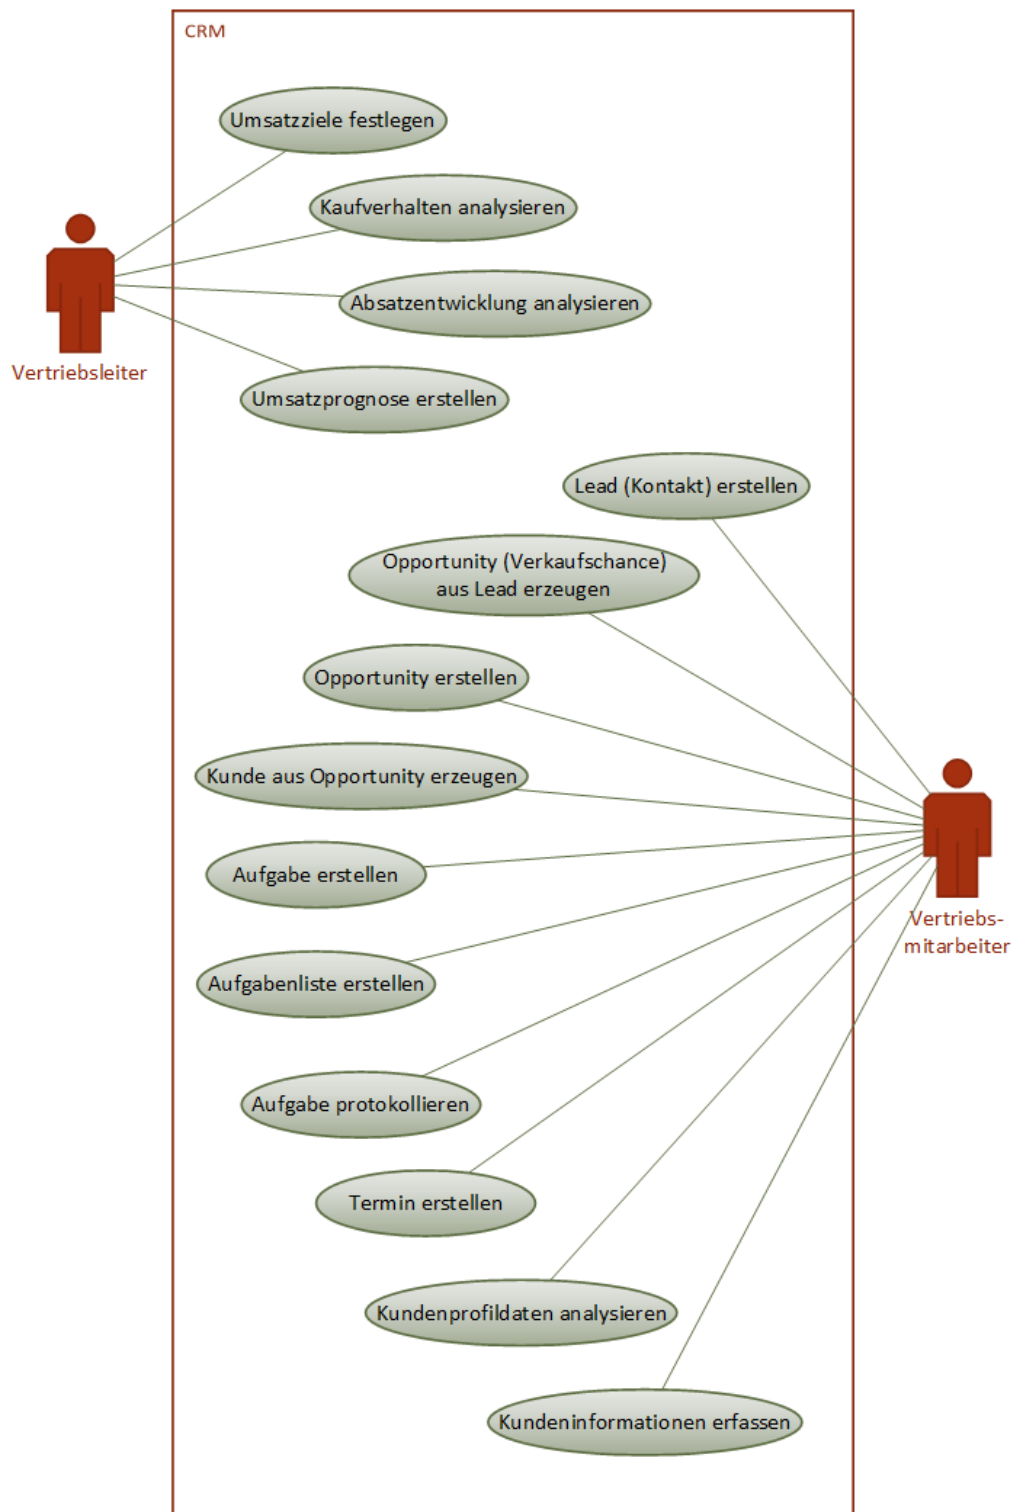 CRM
Umsatzziele festlegen
Kaufverhalten analysieren
Absatzentwicklung analysieren
Vertriebsleiter
Umsatzprognose erstellen
Lead (Kontakt) erstellen
Opportunity (Verkaufschance)
aus Lead erzeugen
Opportunity erstellen
Kunde aus Opportunity erzeugen
Aufgabe erstellen
Vertriebs-
mitarbeiter
Aufgabenliste erstellen
Aufgabe protokollieren
Termin erstellen
Kundenprofildaten analysieren
Kundeninformationen erfassen